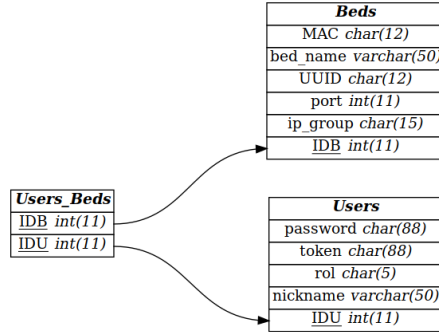 Beds
MAC char(12)
bed_name varchar(50)
UUID char(12)
port int(11)
ip_group char(15)
IDB int(11)
Users_Beds
IDB int(11)
IDU int(11)
Users
password char(88)
token char(88)
rol char(5)
nickname varchar(50)
IDU int(11)